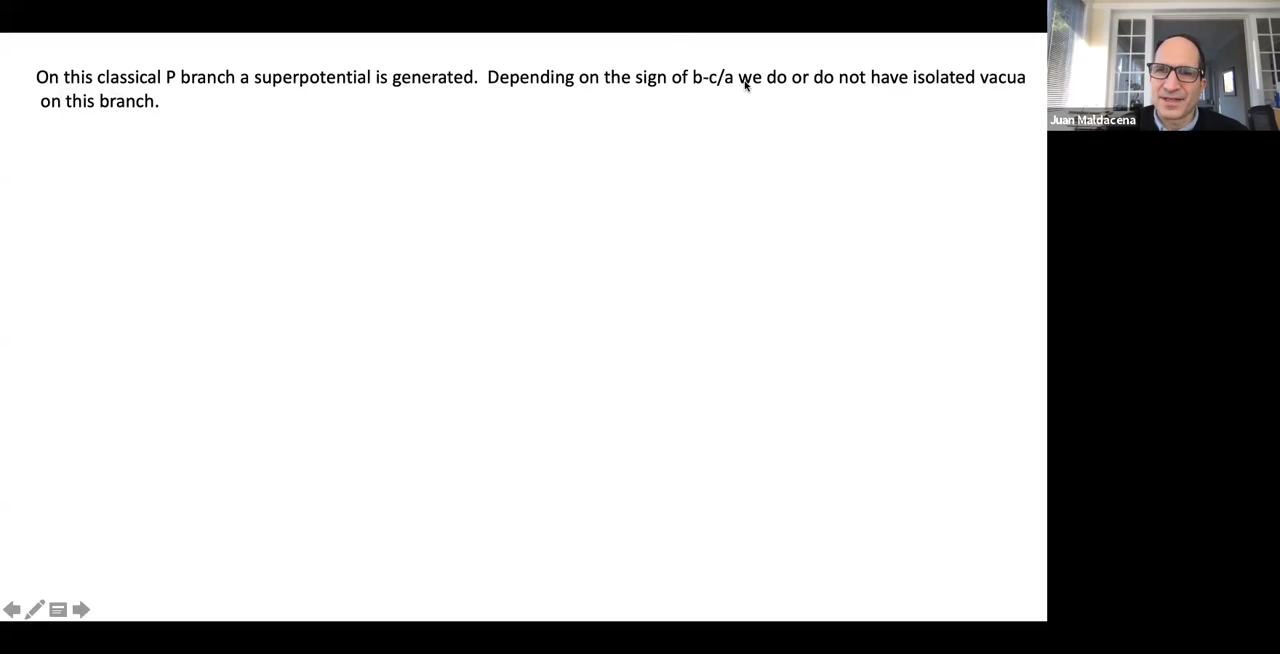 On this classical P branch a superpotential is generated.  Depending on the sign of b-c/a we do or do not have isolated vacua
on this branch.
Juan Maldacena